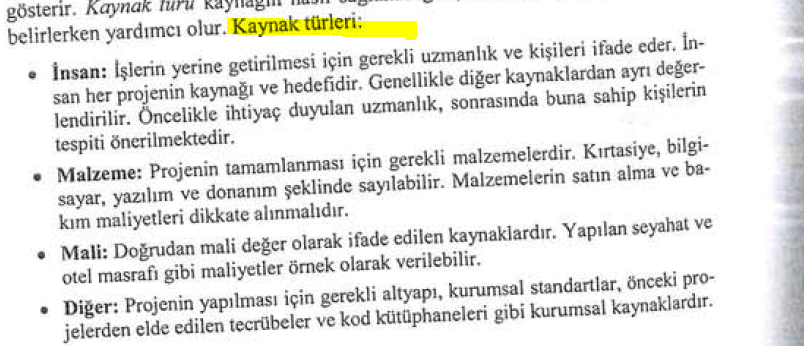 gösterir. Kaynak türü kaynağın
belirlerken yardımcı olur. Kaynak türleri:
• İnsan: İşlerin yerine getirilmesi için gerekli uzmanlık ve kişileri ifade eder. İn-
san her projenin kaynağı ve hedefidir. Genellikle diğer kaynaklardan ayrı değer-
lendirilir. Öncelikle ihtiyaç duyulan uzmanlık, sonrasında buna sahip kişilerin
tespiti önerilmektedir.
• Malzeme: Projenin tamamlanması için gerekli malzemelerdir. Kırtasiye, bilgi-
sayar, yazılım ve donanım şeklinde sayılabilir. Malzemelerin satın alma ve ba-
kım maliyetleri dikkate alınmalıdır.
• Mali: Doğrudan mali değer olarak ifade edilen kaynaklardır. Yapılan seyahat ve
otel masrafı gibi maliyetler örnek olarak verilebilir.
• Diğer: Projenin yapılması için gerekli altyapı, kurumsal standartlar, önceki pro-
jelerden elde edilen tecrübeler ve kod kütüphaneleri gibi kurumsal kaynaklardır.